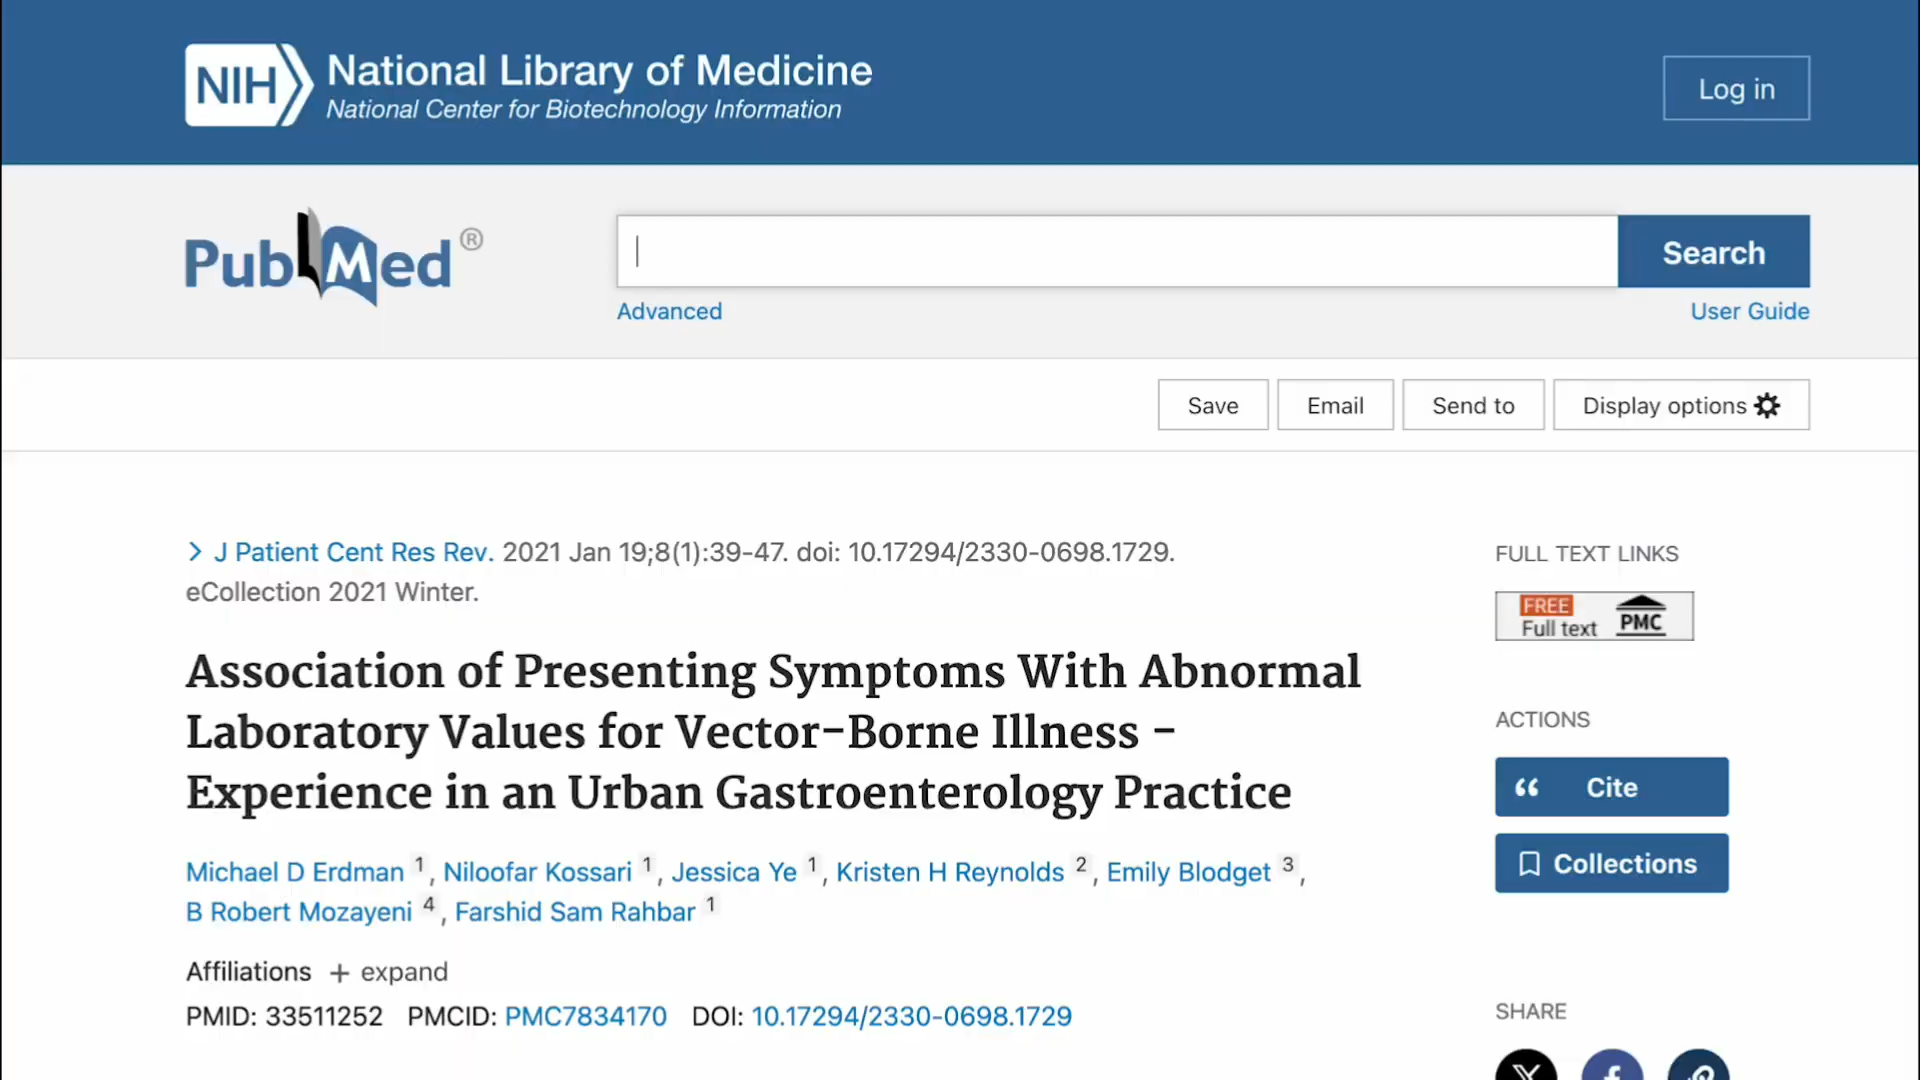 NIH National Library of Medicine
National Center for Biotechnology Information
Log in
PubMed®
Search
Advanced
User Guide
Save
Email
Send to
Display options
> J Patient Cent Res Rev. 2021 Jan 19;8(1):39-47. doi: 10.17294/2330-0698.1729.
eCollection 2021 Winter.
Association of Presenting Symptoms With Abnormal
Laboratory Values for Vector-Borne Illness -
Experience in an Urban Gastroenterology Practice
Michael D Erdman 1, Niloofar Kossari 1, Jessica Ye 1, Kristen H Reynolds 2, Emily Blodget 3,
B Robert Mozayeni 4, Farshid Sam Rahbar 1
Affiliations + expand
PMID: 33511252 PMCID: PMC7834170 DOI: 10.17294/2330-0698.1729
FULL TEXT LINKS
FREE
Full text
PMC
ACTIONS
Cite
Collections
SHARE